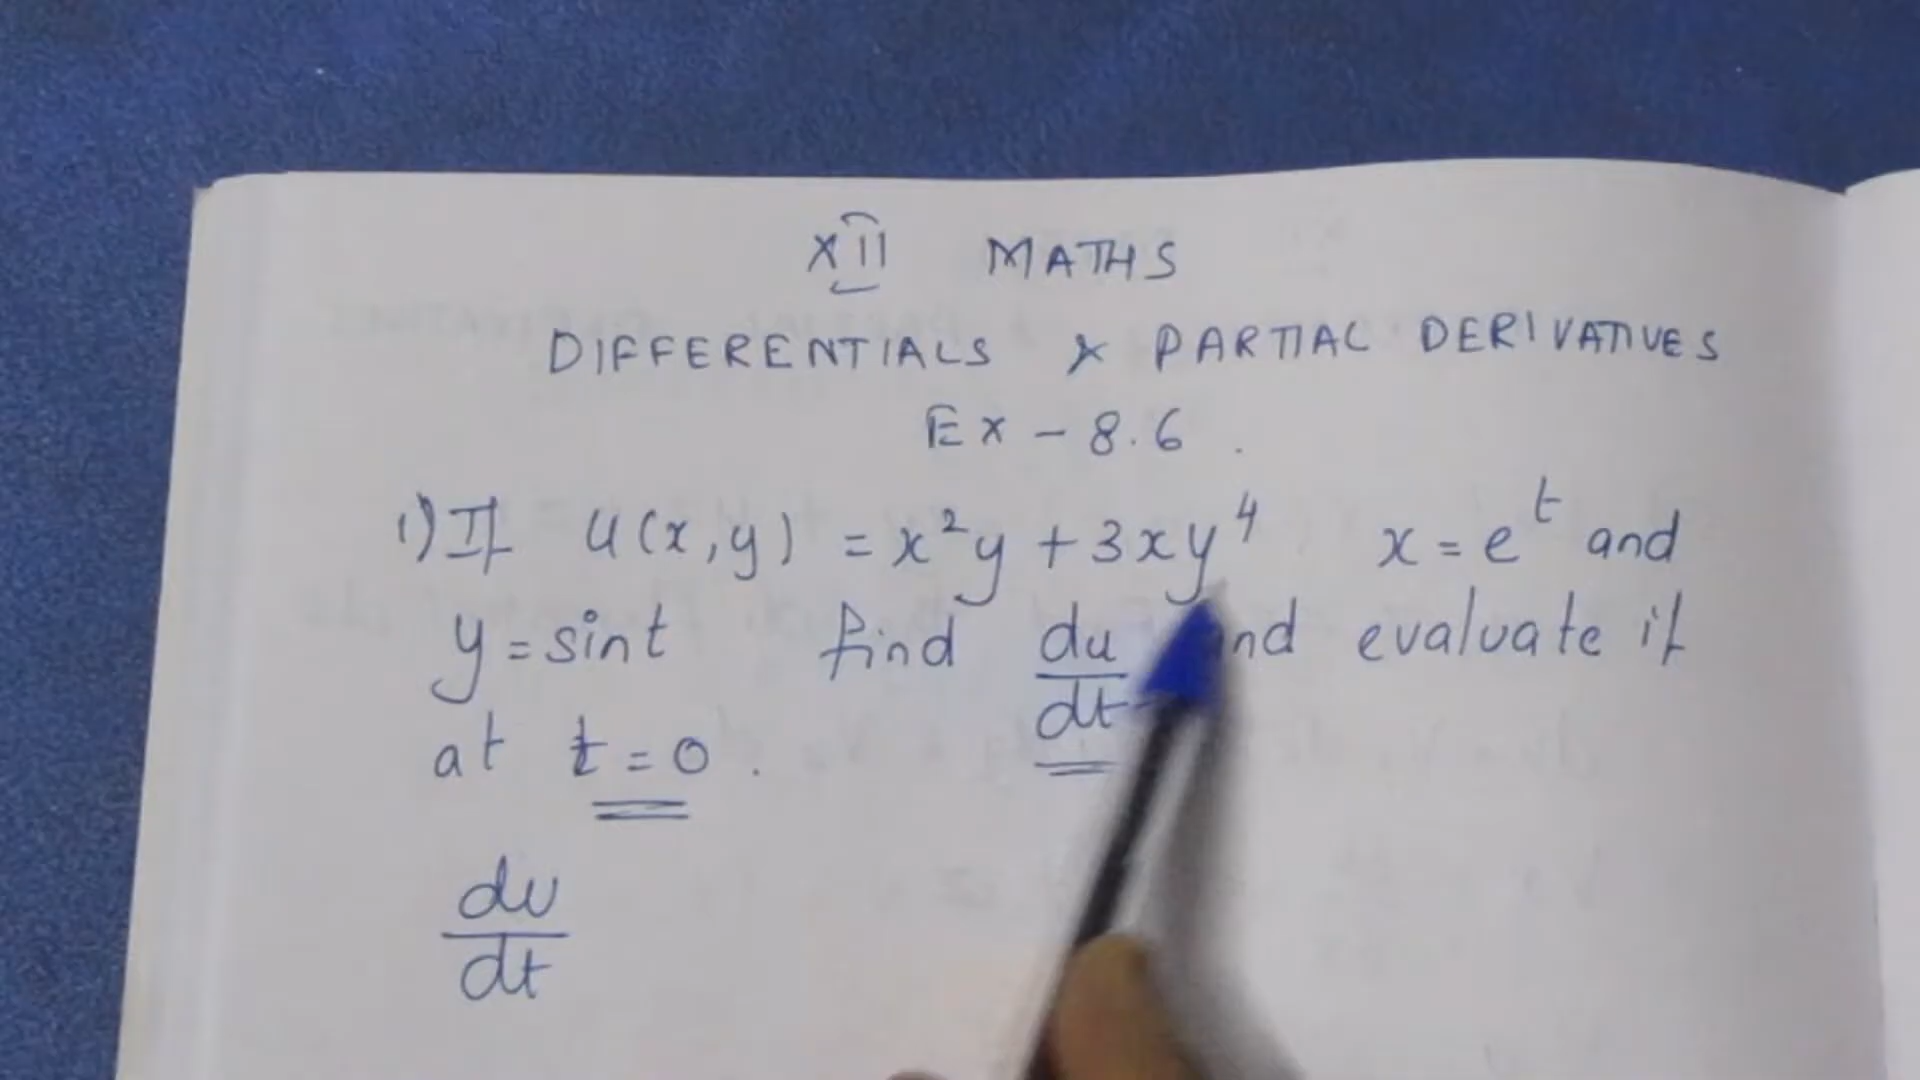 XII MATHS
DIFFERENTIALS & PARTIAL DERIVATIVES
Ex - 8.6.
1) If u(x,y) = x²y + 3xy⁴ x = eᵗ and
y = sint find du/dt and evaluate it
at t = 0.
du/dt